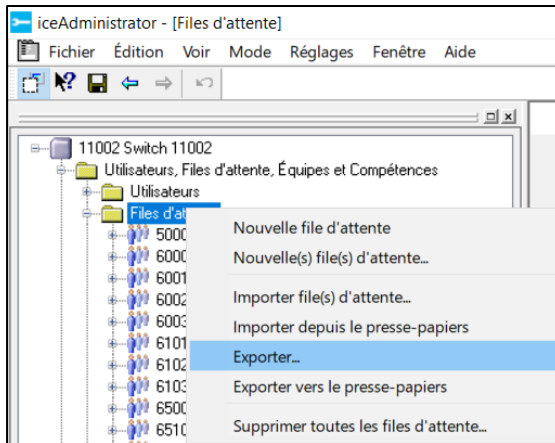 iceAdministrator - [Files d'attente]
Fichier Édition Voir Mode Réglages Fenêtre Aide
11002 Switch 11002
Utilisateurs, Files d'attente, Équipes et Compétences
Utilisateurs
Files d'at
5000
6000
6001
6002
6003
6101
6102
6103
6500
6510
Nouvelle file d'attente
Nouvelle(s) file(s) d'attente...
Importer file(s) d'attente...
Importer depuis le presse-papiers
Exporter...
Exporter vers le presse-papiers
Supprimer toutes les files d'attente...